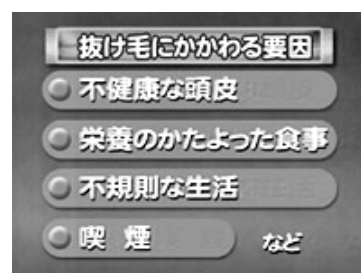 抜け毛にかかわる要因
不健康な頭皮
栄養のかたよった食事
不規則な生活
喫 煙 など